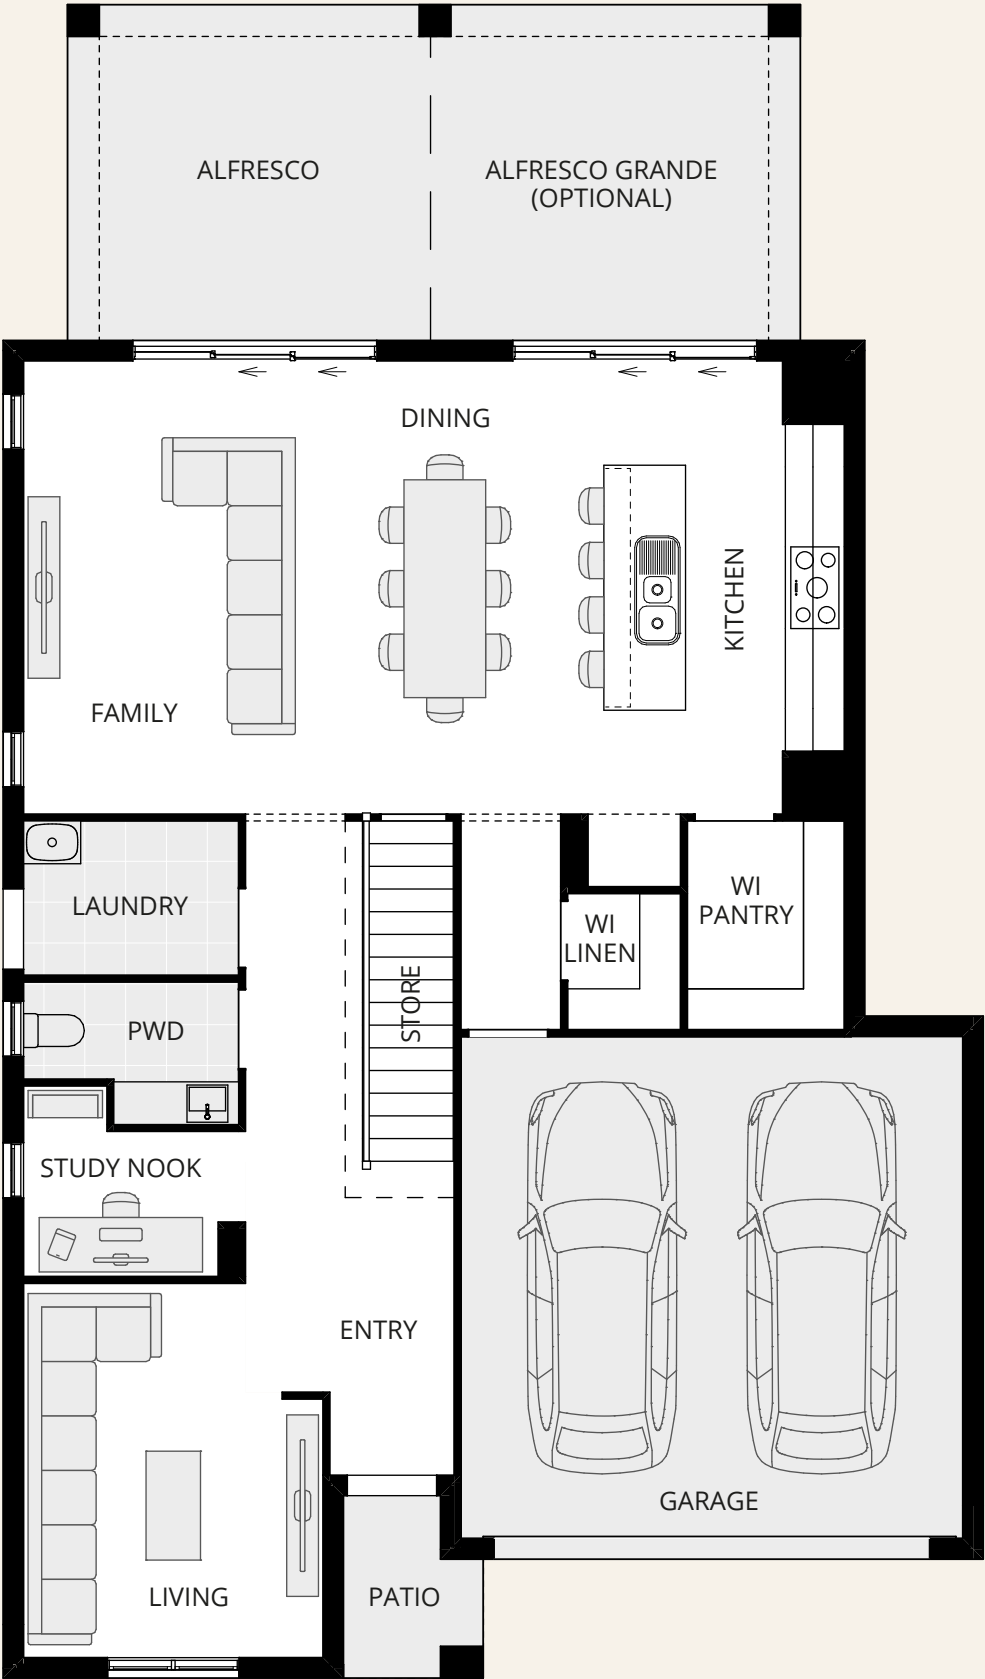 ALFRESCO
ALFRESCO GRANDE
(OPTIONAL)
DINING
KITCHEN
FAMILY
LAUNDRY
WI
PANTRY
WI
LINEN
STORE
PWD
STUDY NOOK
ENTRY
GARAGE
LIVING
PATIO